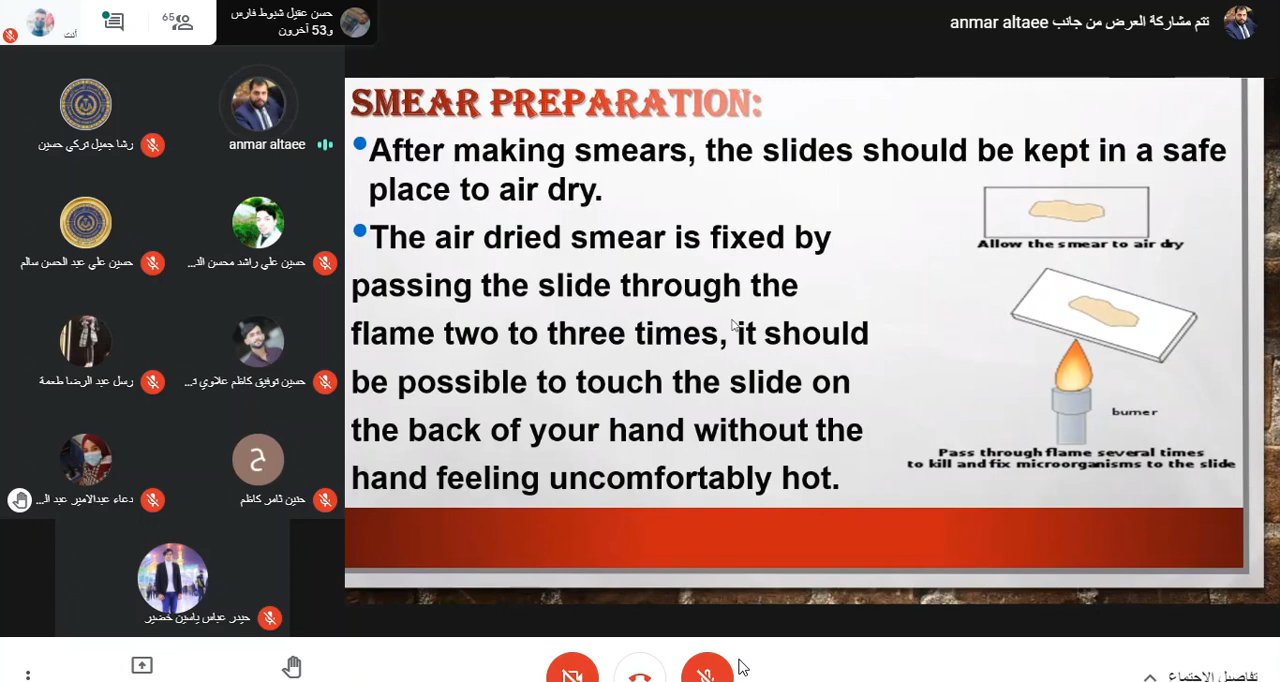 حسن عقيل شبوط فارس
و53 آخرون
65
أنت
تتم مشاركة العرض من جانب anmar altaee
anmar altaee
رشا جميل تركي حسين
حسين علي راشد محسن الد...
حسين علي عبد الحسن سالم
حسين توفيق كاظم علاوي ت...
رسل عبد الرضا طعمة
ح
حنين ثامر كاظم
دعاء عبدالامير عبد ال...
حيدر عباس ياسين خضير
SMEAR PREPARATION:
After making smears, the slides should be kept in a safe
place to air dry.
The air dried smear is fixed by
passing the slide through the
flame two to three times, it should
be possible to touch the slide on
the back of your hand without the
hand feeling uncomfortably hot.
Allow the smear to air dry
burner
Pass through flame several times
to kill and fix microorganisms to the slide
تفاصيل الاجتماع